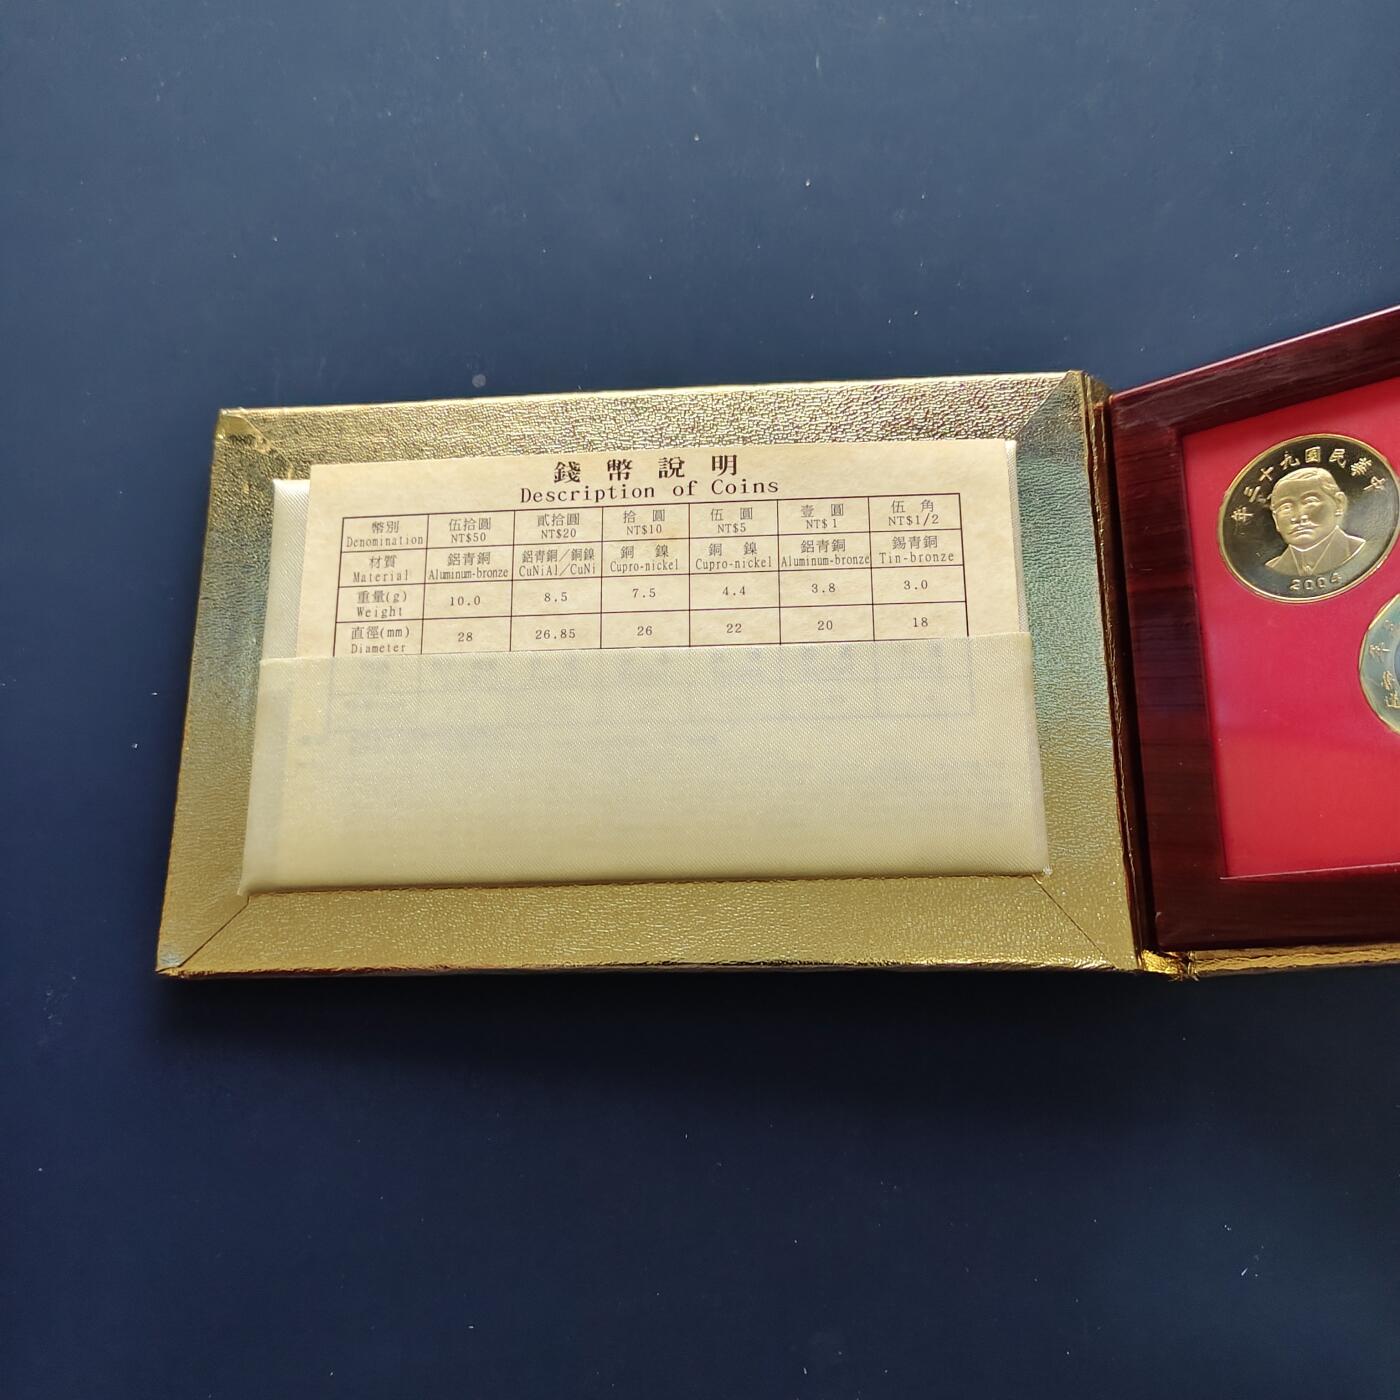 錢幣說明
Description of Coins
幣別 伍拾圓 貳拾圓 拾圓 伍圓 壹圓 伍角
Denomination NT$50 NT$20 NT$10 NT$5 NT$1 NT$1/2
材質 鋁青銅 鋁青銅/銅鎳 銅鎳 銅鎳 鋁青銅 錫青銅
Material Aluminum-bronze CuNiAl/CuNi Cupro-nickel Cupro-nickel Aluminum-bronze Tin-bronze
重量(g) 10.0 8.5 7.5 4.4 3.8 3.0
Weight
直徑(mm) 28 26.85 26 22 20 18
Diameter
年三十九國民華中
2004